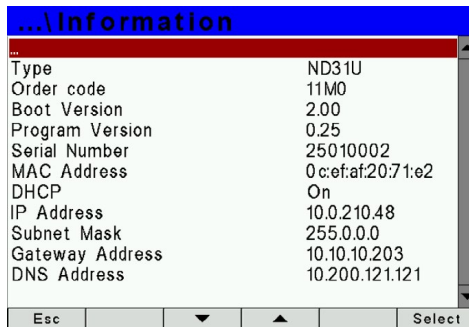 ...\Information
...
Type ND31U
Order code 11M0
Boot Version 2.00
Program Version 0.25
Serial Number 25010002
MAC Address 0c:ef:af:20:71:e2
DHCP On
IP Address 10.0.210.48
Subnet Mask 255.0.0.0
Gateway Address 10.10.10.203
DNS Address 10.200.121.121
Esc Select